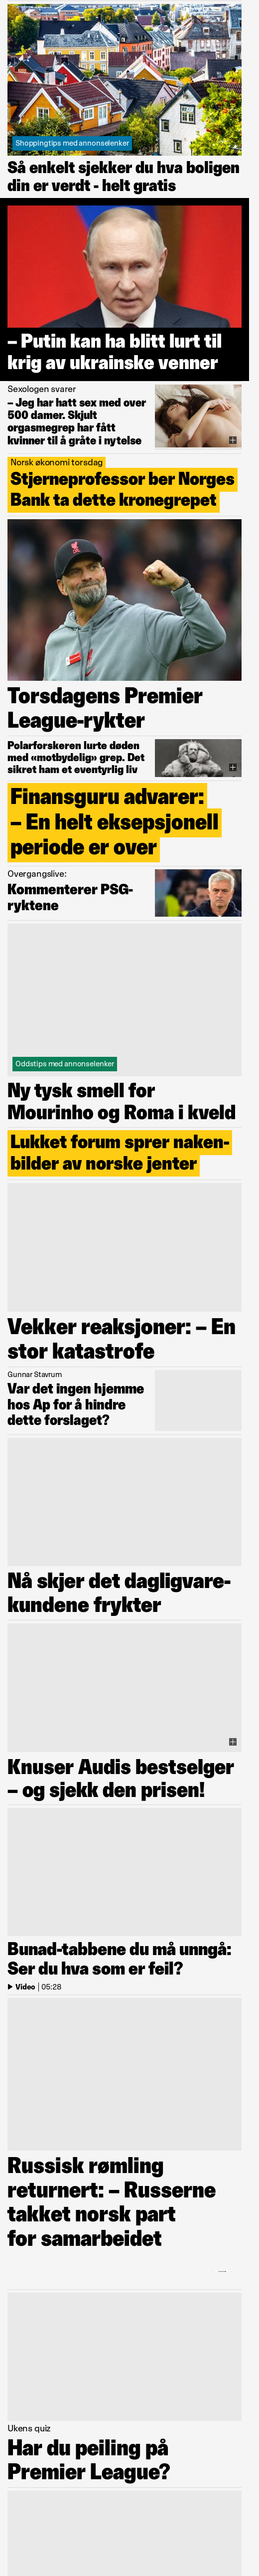 Shoppingtips med annonselenker
Så enkelt sjekker du hva boligen
din er verdt - helt gratis
– Putin kan ha blitt lurt til
krig av ukrainske venner
Sexologen svarer
– Jeg har hatt sex med over
500 damer. Skjult
orgasmegrep har fått
kvinner til å gråte i nytelse
Norsk økonomi torsdag
Stjerneprofessor ber Norges
Bank ta dette kronegrepet
Torsdagens Premier
League-rykter
Polarforskeren lurte døden
med «motbydelig» grep. Det
sikret ham et eventyrlig liv
Finansguru advarer:
– En helt eksepsjonell
periode er over
Overgangslive:
Kommenterer PSG-
ryktene
Oddstips med annonselenker
Ny tysk smell for
Mourinho og Roma i kveld
Lukket forum sprer naken-
bilder av norske jenter
Vekker reaksjoner: – En
stor katastrofe
Gunnar Stavrum
Var det ingen hjemme
hos Ap for å hindre
dette forslaget?
Nå skjer det dagligvare-
kundene frykter
Knuser Audis bestselger
– og sjekk den prisen!
Bunad-tabbene du må unngå:
Ser du hva som er feil?
Video | 05:28
Russisk rømling
returnert: – Russerne
takket norsk part
for samarbeidet
Ukens quiz
Har du peiling på
Premier League?